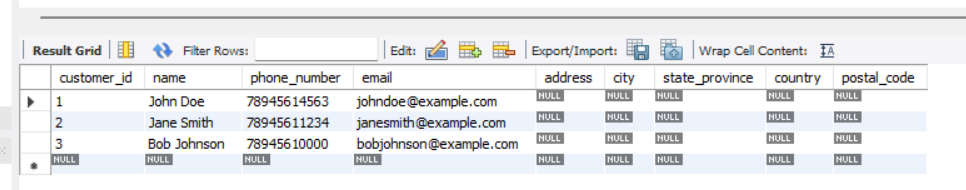 Result Grid Filter Rows: Edit: Export/Import: Wrap Cell Content: IA
customer_id name phone_number email address city state_province country postal_code
1 John Doe 78945614563 johndoe@example.com NULL NULL NULL NULL NULL
2 Jane Smith 78945611234 janesmith@example.com NULL NULL NULL NULL NULL
3 Bob Johnson 78945610000 bobjohnson@example.com NULL NULL NULL NULL NULL
NULL NULL NULL NULL NULL NULL NULL NULL NULL